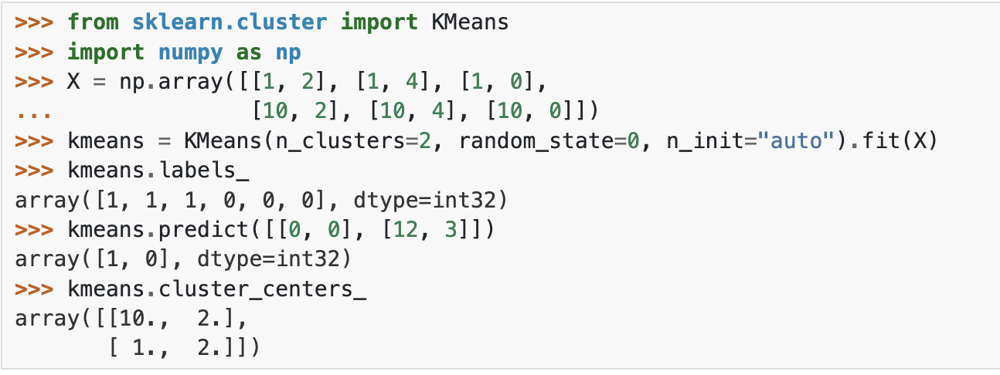 >>> from sklearn.cluster import KMeans
>>> import numpy as np
>>> X = np.array([[1, 2], [1, 4], [1, 0],
...               [10, 2], [10, 4], [10, 0]])
>>> kmeans = KMeans(n_clusters=2, random_state=0, n_init="auto").fit(X)
>>> kmeans.labels_
array([1, 1, 1, 0, 0, 0], dtype=int32)
>>> kmeans.predict([[0, 0], [12, 3]])
array([1, 0], dtype=int32)
>>> kmeans.cluster_centers_
array([[10.,  2.],
       [ 1.,  2.]])